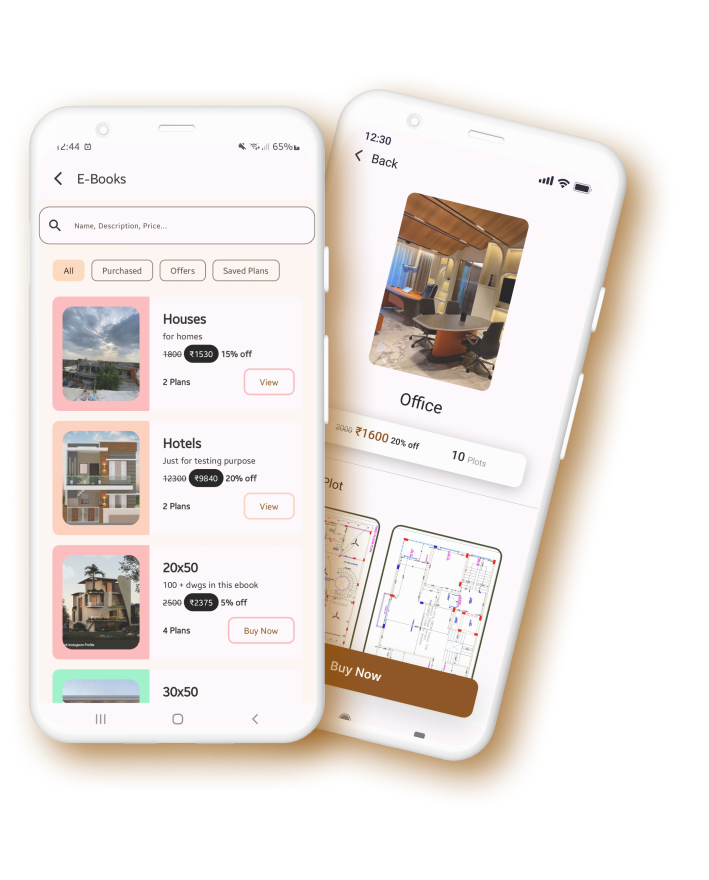 12:44
65%
E-Books
Name, Description, Price...
All
Purchased
Offers
Saved Plans
Houses
for homes
1800 ₹1530 15% off
2 Plans
View
Hotels
Just for testing purpose
12300 ₹9840 20% off
2 Plans
View
20x50
100 + dwgs in this ebook
2500 ₹2375 5% off
4 Plans
Buy Now
30x50
12:30
Back
Office
₹1600 20% off
10 Plots
Plot
Buy Now